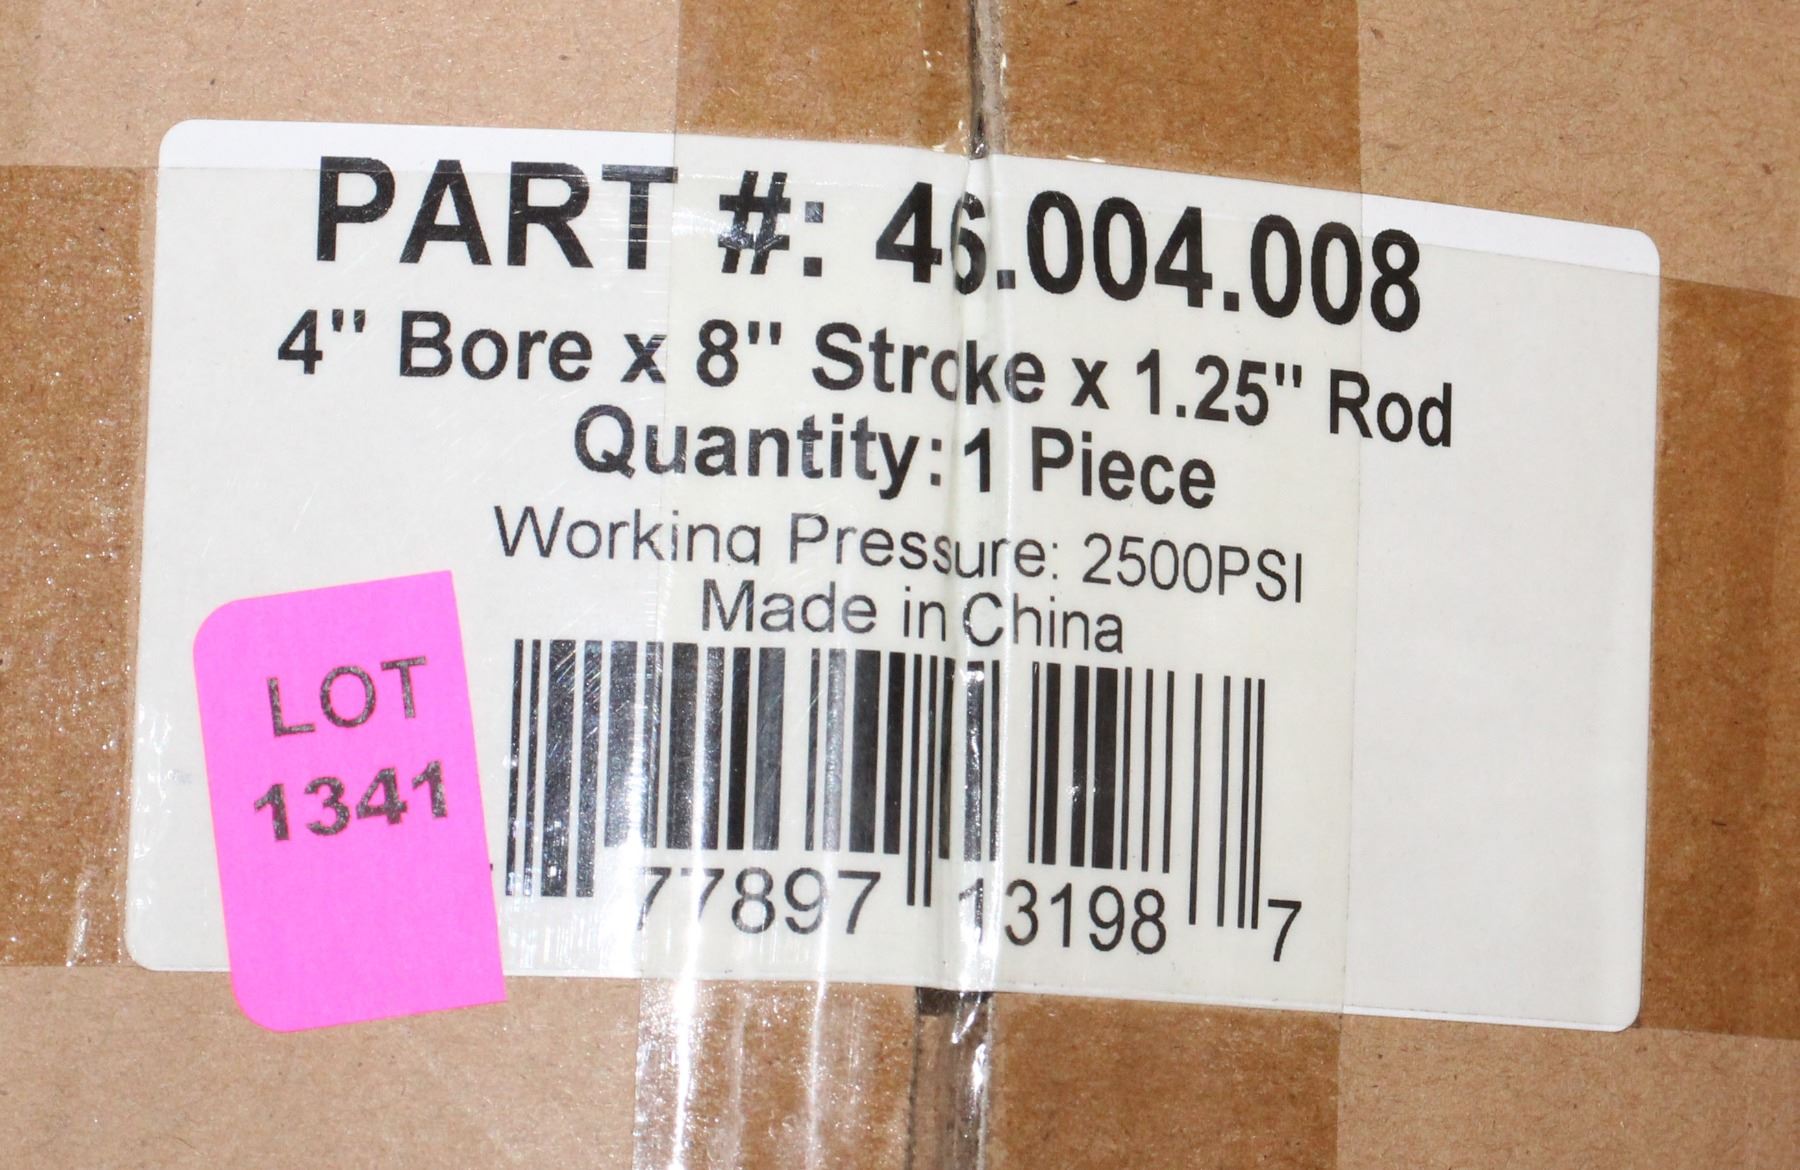 PART #: 46.004.008
4" Bore x 8" Stroke x 1.25" Rod
Quantity: 1 Piece
Working Pressure: 2500PSI
Made in China
LOT
1341
77897 13198 7